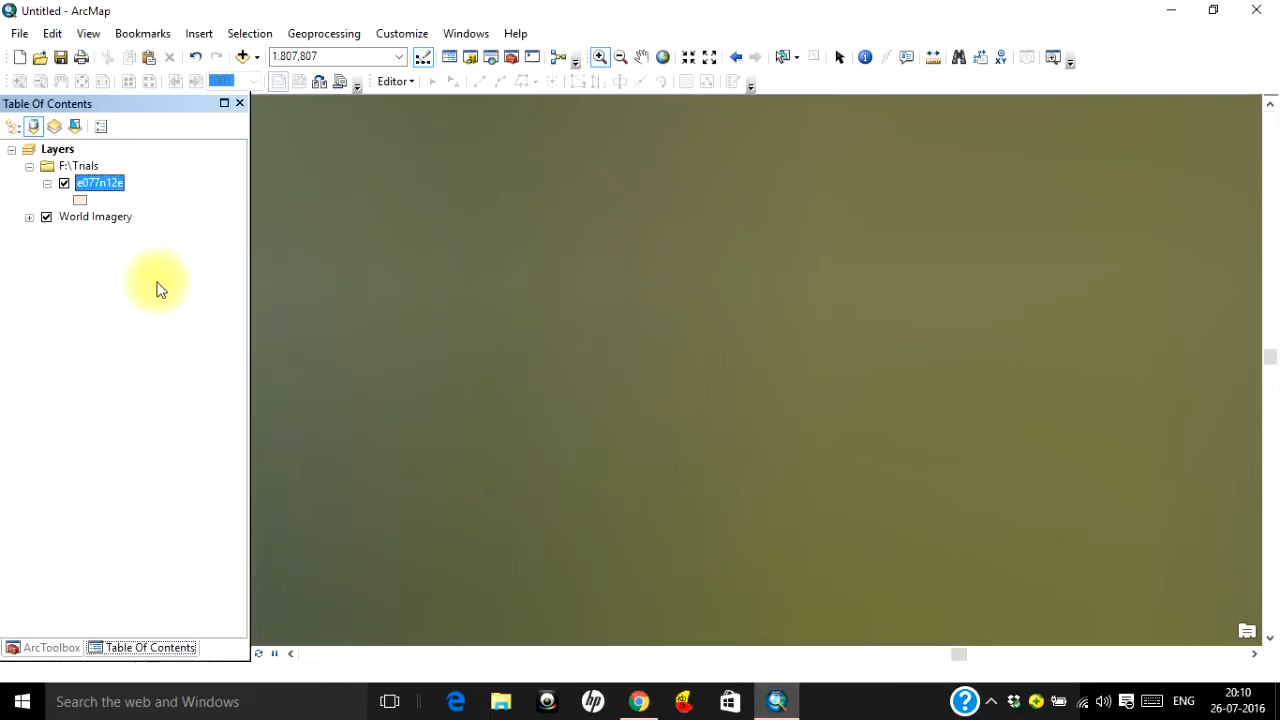 Untitled - ArcMap
File Edit View Bookmarks Insert Selection Geoprocessing Customize Windows Help
1:807,807
Editor
Table Of Contents
Layers
F:\Trials
e077n12e
World Imagery
ArcToolbox Table Of Contents
Search the web and Windows
ENG
20:10
26-07-2016